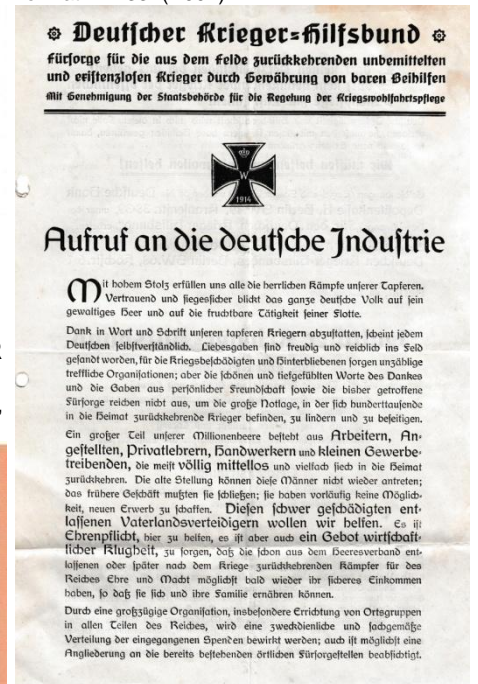 Deutscher Krieger-Hilfsbund
Fürsorge für die aus dem Felde zurückkehrenden unbemittelten
und existenzlosen Krieger durch Gewährung von baren Beihilfen
Mit Genehmigung der Staatsbehörde für die Regelung der Kriegswohlfahrtspflege
W
1914
Aufruf an die deutsche Industrie
Mit hohem Stolz erfüllen uns alle die herrlichen Kämpfe unserer Tapferen.
Vertrauend und siegessicher blickt das ganze deutsche Volk auf sein
gewaltiges Heer und auf die fruchtbare Tätigkeit seiner Flotte.
Dank in Wort und Schrift unseren tapferen Kriegern abzustatten, scheint jedem
Deutschen selbstverständlich. Liebesgaben sind freudig und reichlich ins Feld
gesandt worden, für die Kriegsbeschädigten und Hinterbliebenen sorgen unzählige
treffliche Organisationen; aber die schönen und tiefgefühlten Worte des Dankes
und die Gaben aus persönlicher Freundschaft sowie die bisher getroffene
Fürsorge reichen nicht aus, um die große Notlage, in der sich hunderttausende
in die Heimat zurückkehrende Krieger befinden, zu lindern und zu beseitigen.
Ein großer Teil unserer Millionenheere besteht aus Arbeitern, An-
gestellten, Privatlehrern, Handwerkern und kleinen Gewerbe-
treibenden, die meist völlig mittellos und vielfach siech in die Heimat
zurückkehren. Die alte Stellung können diese Männer nicht wieder antreten;
das frühere Geschäft mußten sie schließen; sie haben vorläufig keine Möglich-
keit, neuen Erwerb zu schaffen. Diesen schwer geschädigten ent-
lassenen Vaterlandsverteidigern wollen wir helfen. Es ist
Ehrenpflicht, hier zu helfen, es ist aber auch ein Gebot wirtschaft-
licher Klugheit, zu sorgen, daß die schon aus dem Heeresverband ent-
lassenen oder später nach dem Kriege zurückkehrenden Kämpfer für des
Reiches Ehre und Macht möglichst bald wieder ihr sicheres Einkommen
haben, so daß sie sich und ihre Familie ernähren können.
Durch eine großzügige Organisation, insbesondere Errichtung von Ortsgruppen
in allen Teilen des Reiches, wird eine zweckdienliche und sachgemäße
Verteilung der eingegangenen Spenden bewirkt werden; auch ist möglichst eine
Angliederung an die bereits bestehenden örtlichen Fürsorgestellen beabsichtigt.